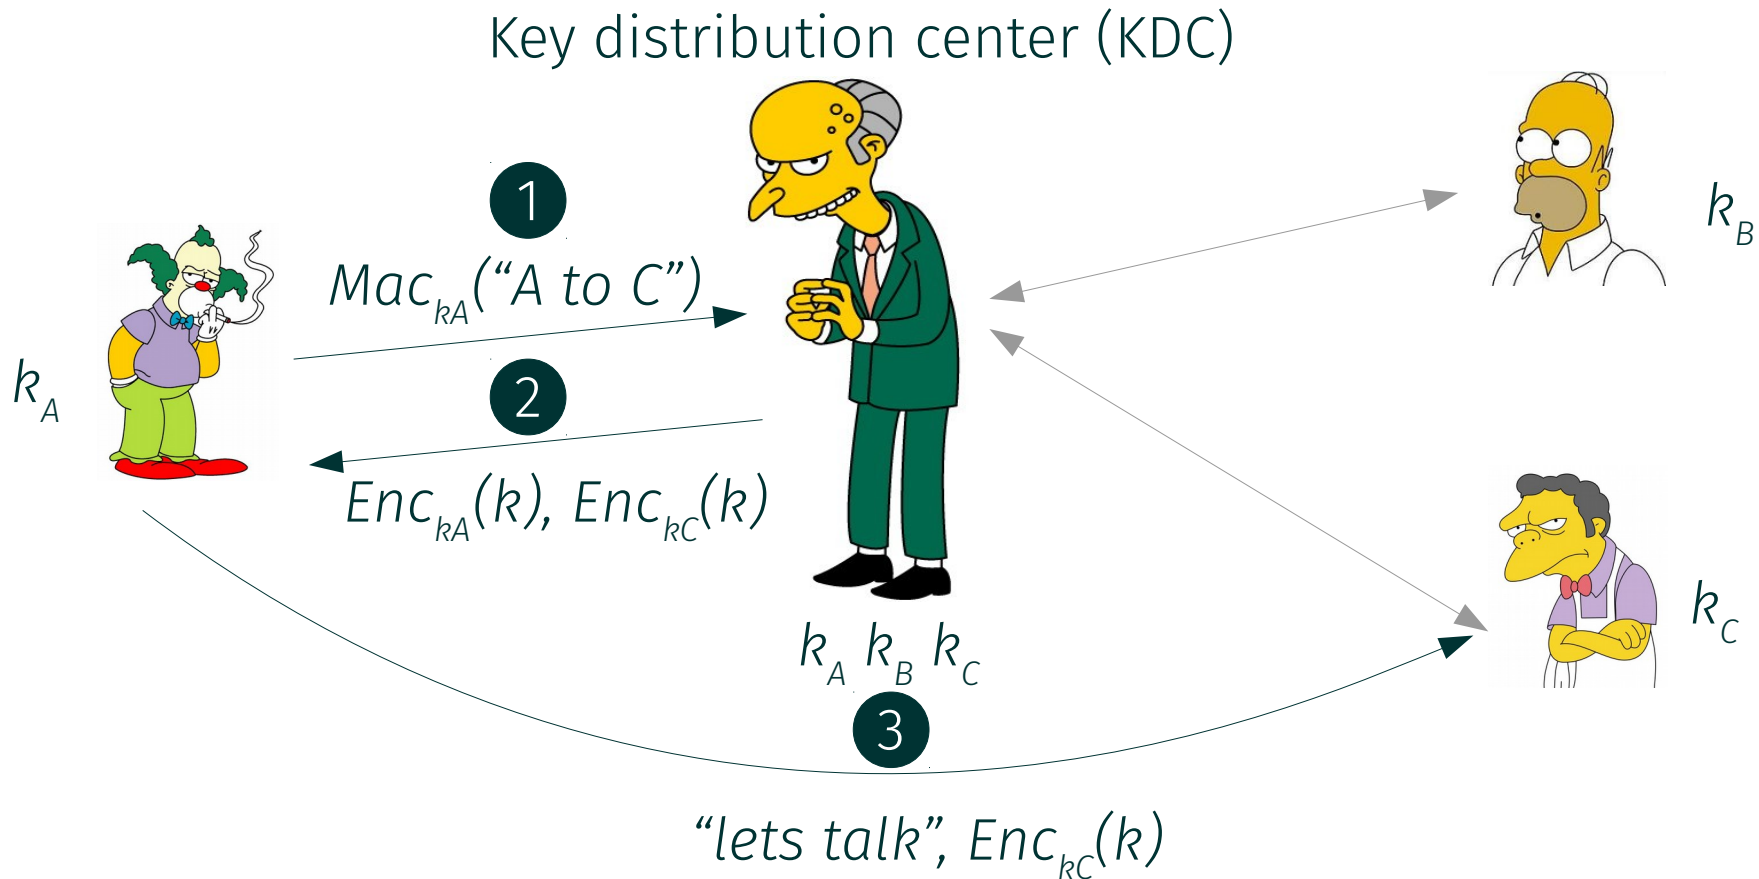 Key distribution center (KDC)
1
Mac_kA(“A to C”)
k_B
k_A
2
Enc_kA(k), Enc_kC(k)
k_C
k_A k_B k_C
3
“lets talk”, Enc_kC(k)